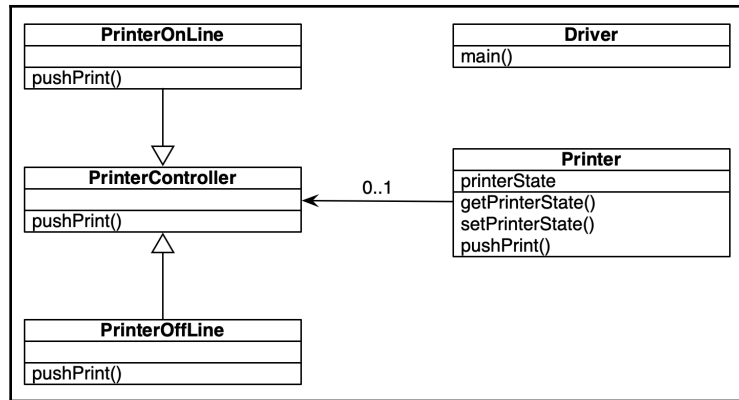 PrinterOnLine
pushPrint()
Driver
main()
PrinterController
pushPrint()
0..1
Printer
printerState
getPrinterState()
setPrinterState()
pushPrint()
PrinterOffLine
pushPrint()